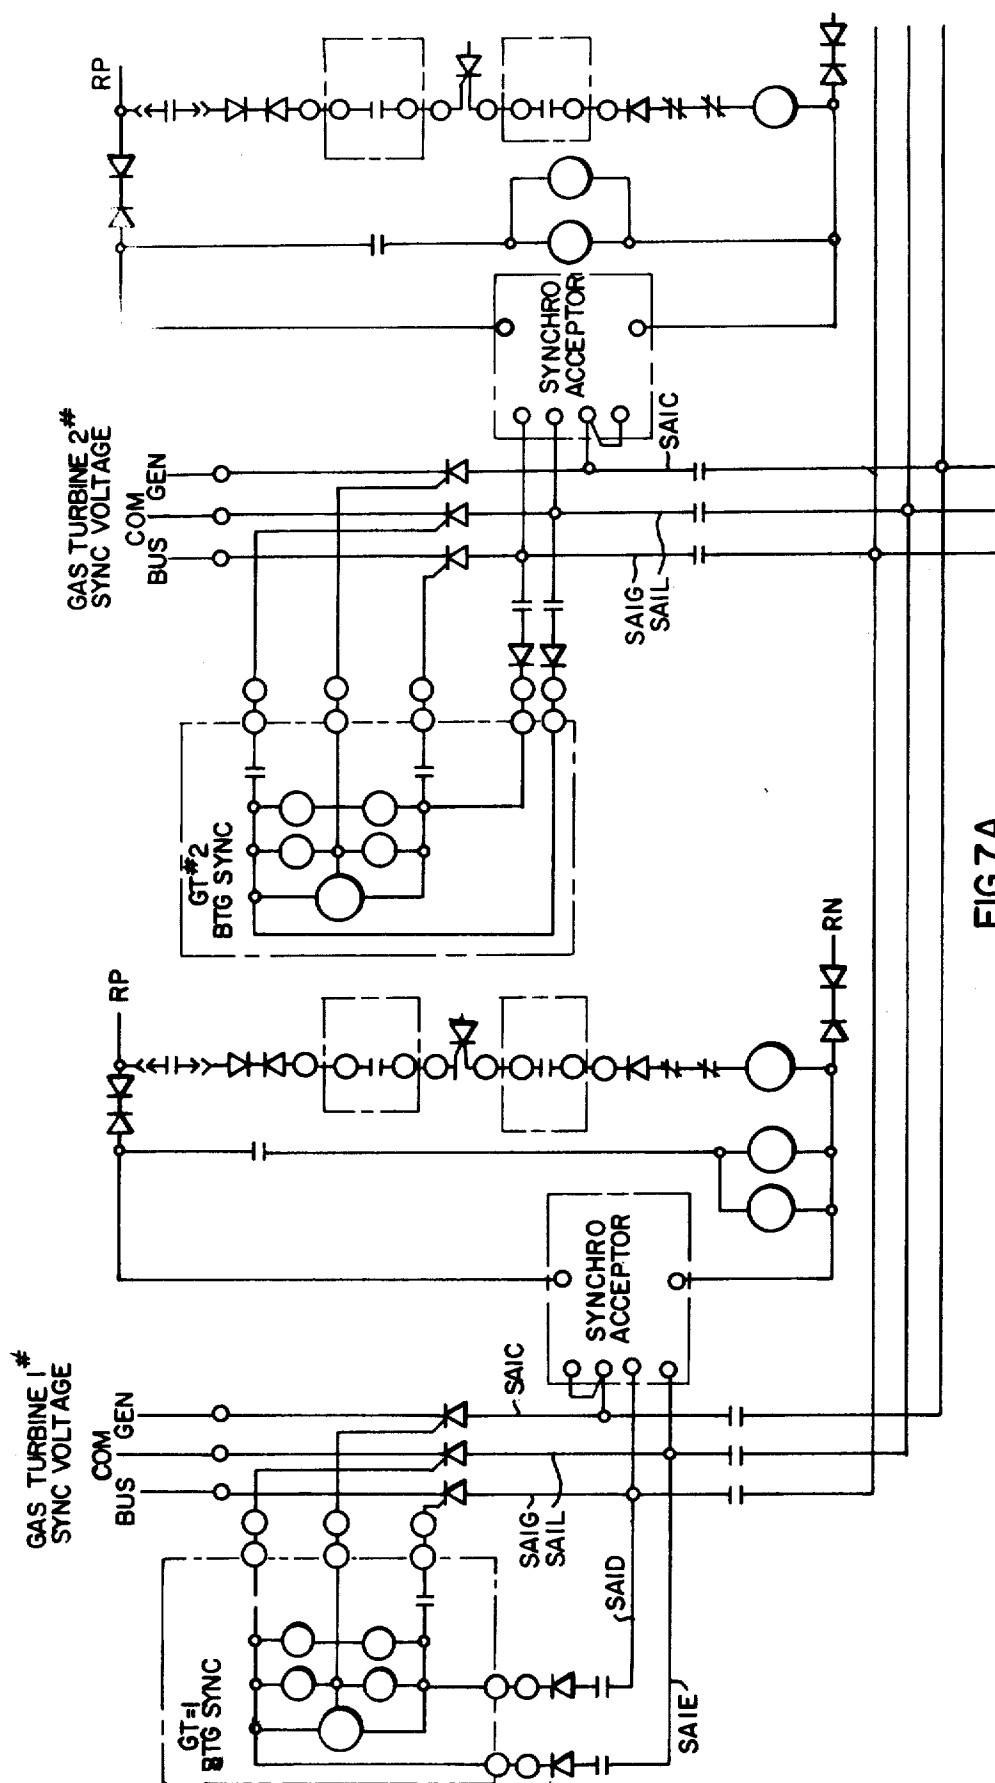 GAS TURBINE 1#
SYNC VOLTAGE
BUS
COM
GEN
GT=1
BTG SYNC
SAIG
SAIL
SAIC
SAID
SAIE
SYNCHRO
ACCEPTOR
RP
RN
GAS TURBINE 2#
SYNC VOLTAGE
BUS
COM
GEN
GT#2
BTG SYNC
SAIG
SAIL
SAIC
SYNCHRO
ACCEPTOR
RP
FIG 7A